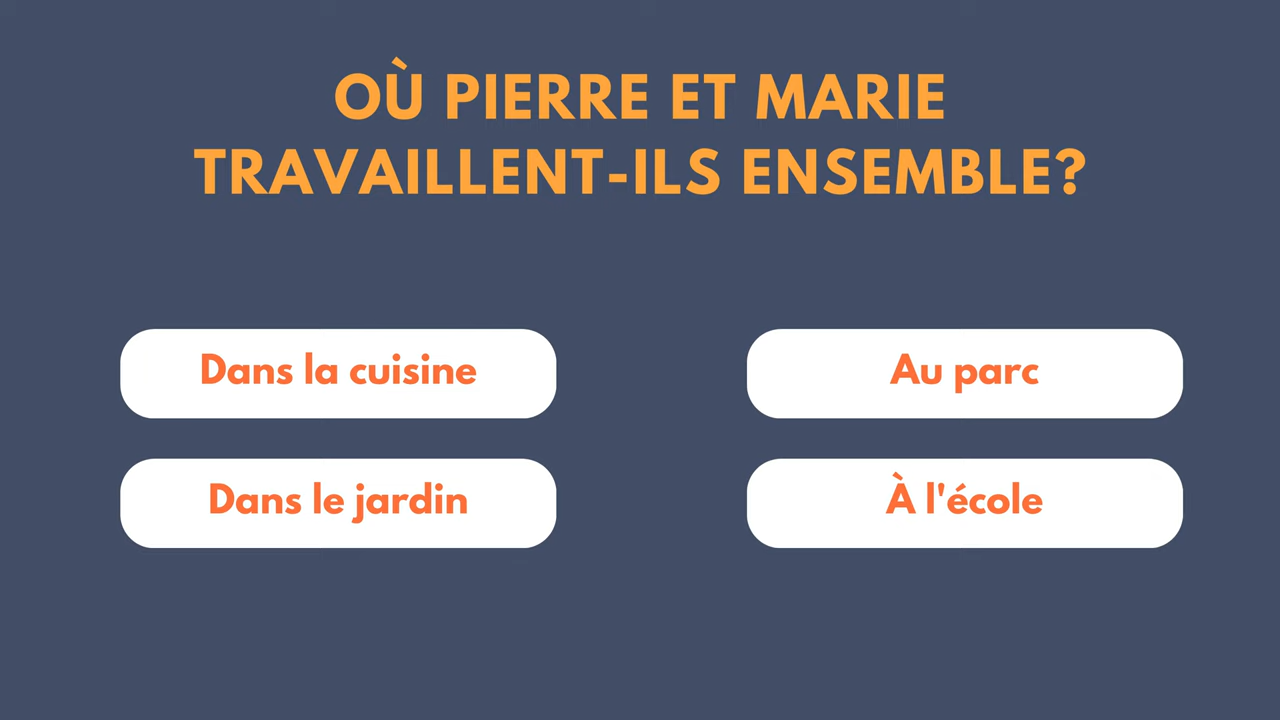 OÙ PIERRE ET MARIE
TRAVAILLENT-ILS ENSEMBLE?
Dans la cuisine
Au parc
Dans le jardin
À l'école